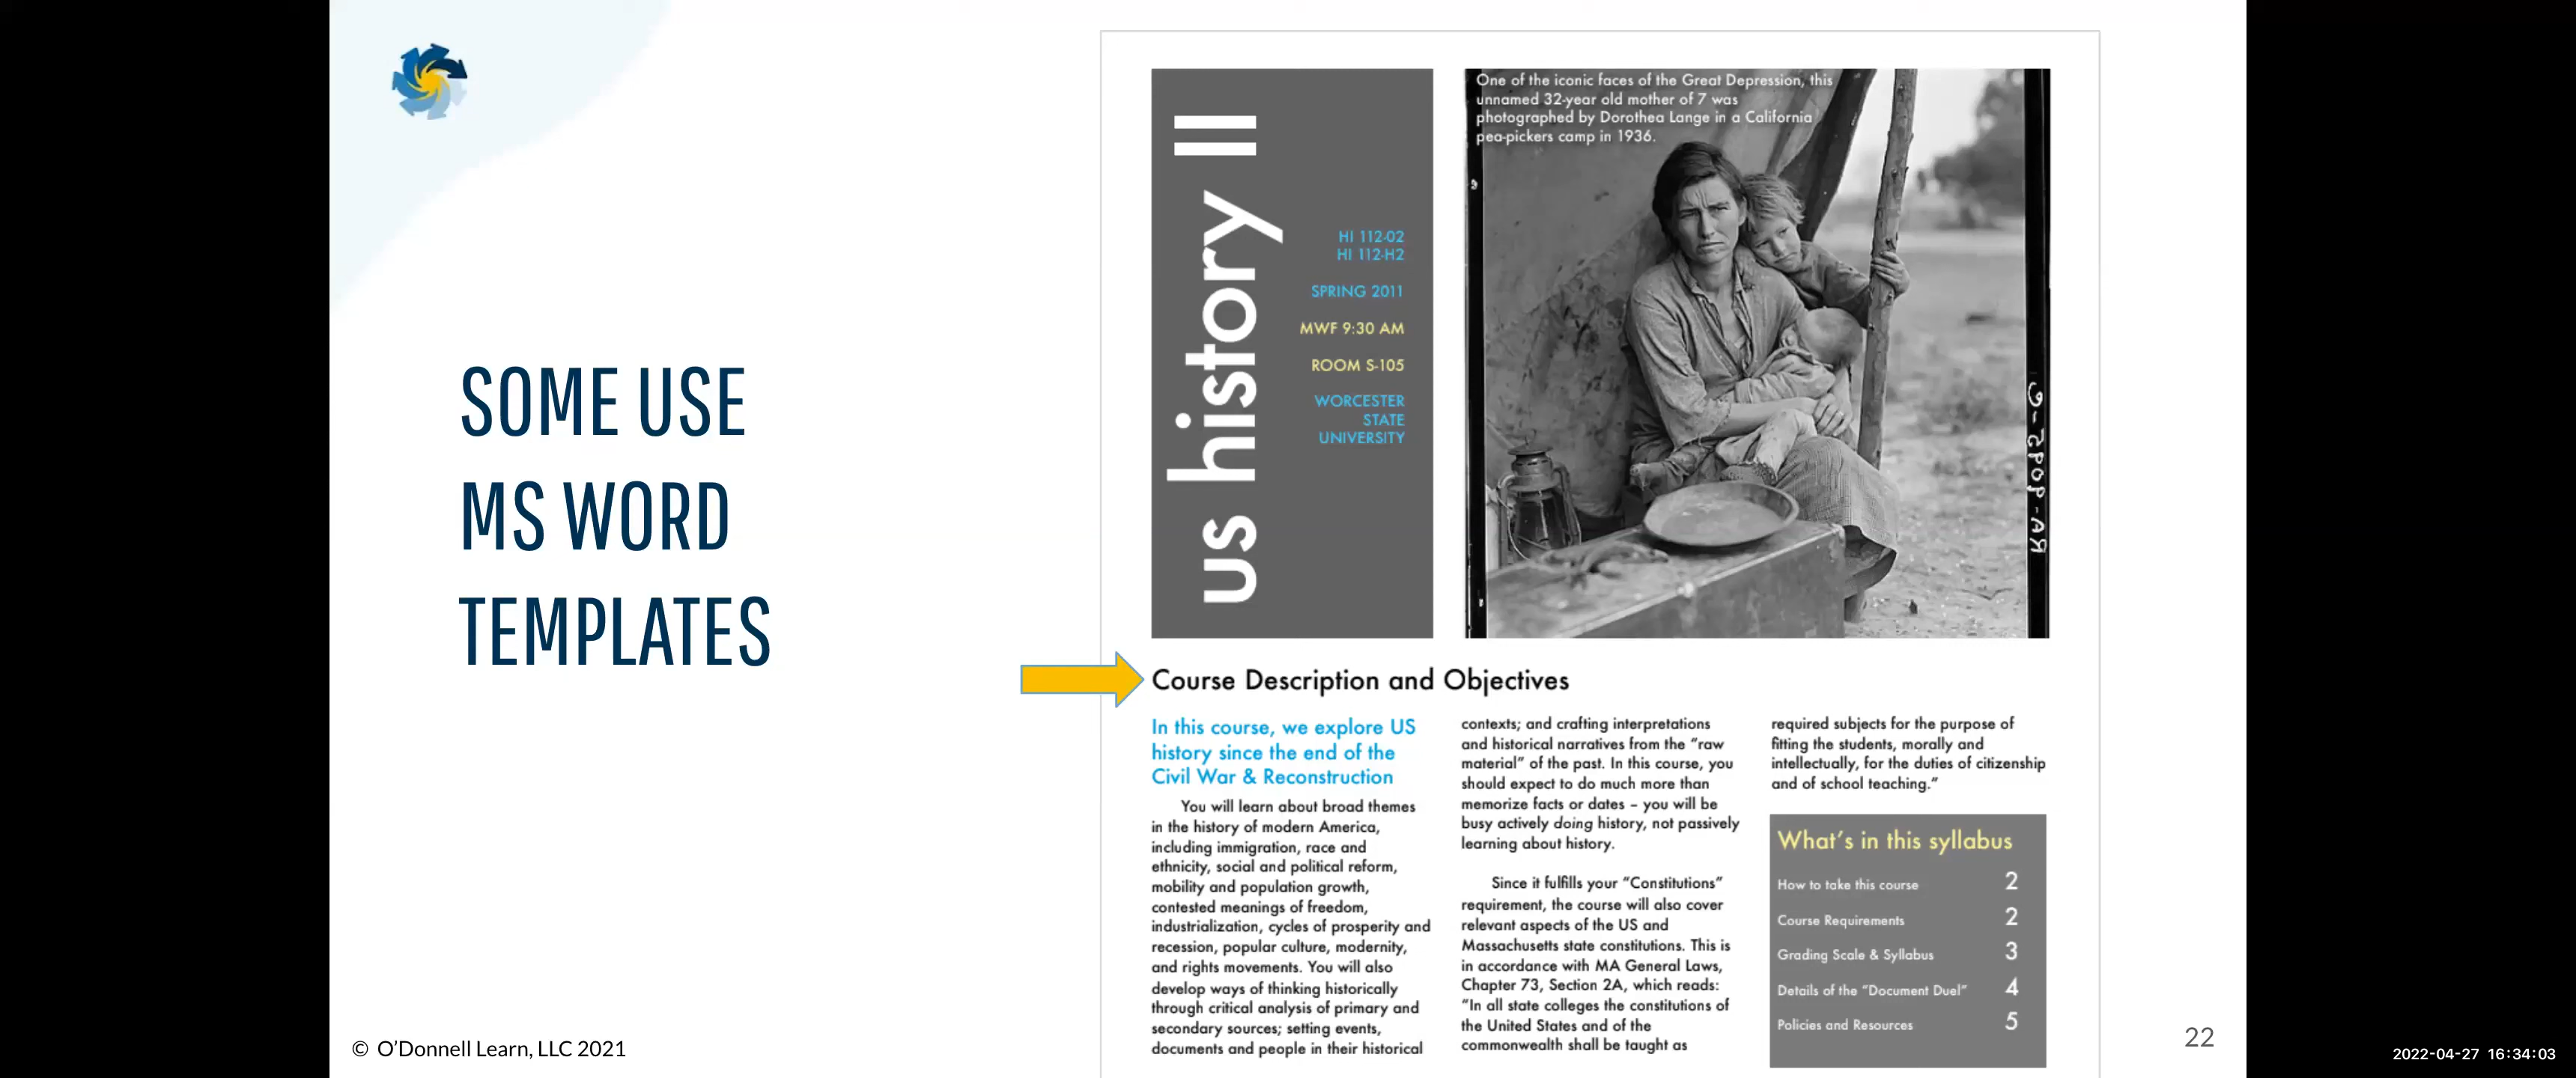 SOME USE
MS WORD
TEMPLATES
© O'Donnell Learn, LLC 2021
us history II
HI 112-02
HI 112-H2
SPRING 2011
MWF 9:30 AM
ROOM S-105
WORCESTER
STATE
UNIVERSITY
One of the iconic faces of the Great Depression, this
unnamed 32-year old mother of 7 was
photographed by Dorothea Lange in a California
pea-pickers camp in 1936.
Course Description and Objectives
In this course, we explore US
history since the end of the
Civil War & Reconstruction
You will learn about broad themes
in the history of modern America,
including immigration, race and
ethnicity, social and political reform,
mobility and population growth,
contested meanings of freedom,
industrialization, cycles of prosperity and
recession, popular culture, modernity,
and rights movements. You will also
develop ways of thinking historically
through critical analysis of primary and
secondary sources; setting events,
documents and people in their historical
contexts; and crafting interpretations
and historical narratives from the "raw
material" of the past. In this course, you
should expect to do much more than
memorize facts or dates – you will be
busy actively doing history, not passively
learning about history.
Since it fulfills your "Constitutions"
requirement, the course will also cover
relevant aspects of the US and
Massachusetts state constitutions. This is
in accordance with MA General Laws,
Chapter 73, Section 2A, which reads:
"In all state colleges the constitutions of
the United States and of the
commonwealth shall be taught as
required subjects for the purpose of
fitting the students, morally and
intellectually, for the duties of citizenship
and of school teaching."
What's in this syllabus
How to take this course 2
Course Requirements 2
Grading Scale & Syllabus 3
Details of the "Document Duel" 4
Policies and Resources 5
22
2022-04-27 16:34:03